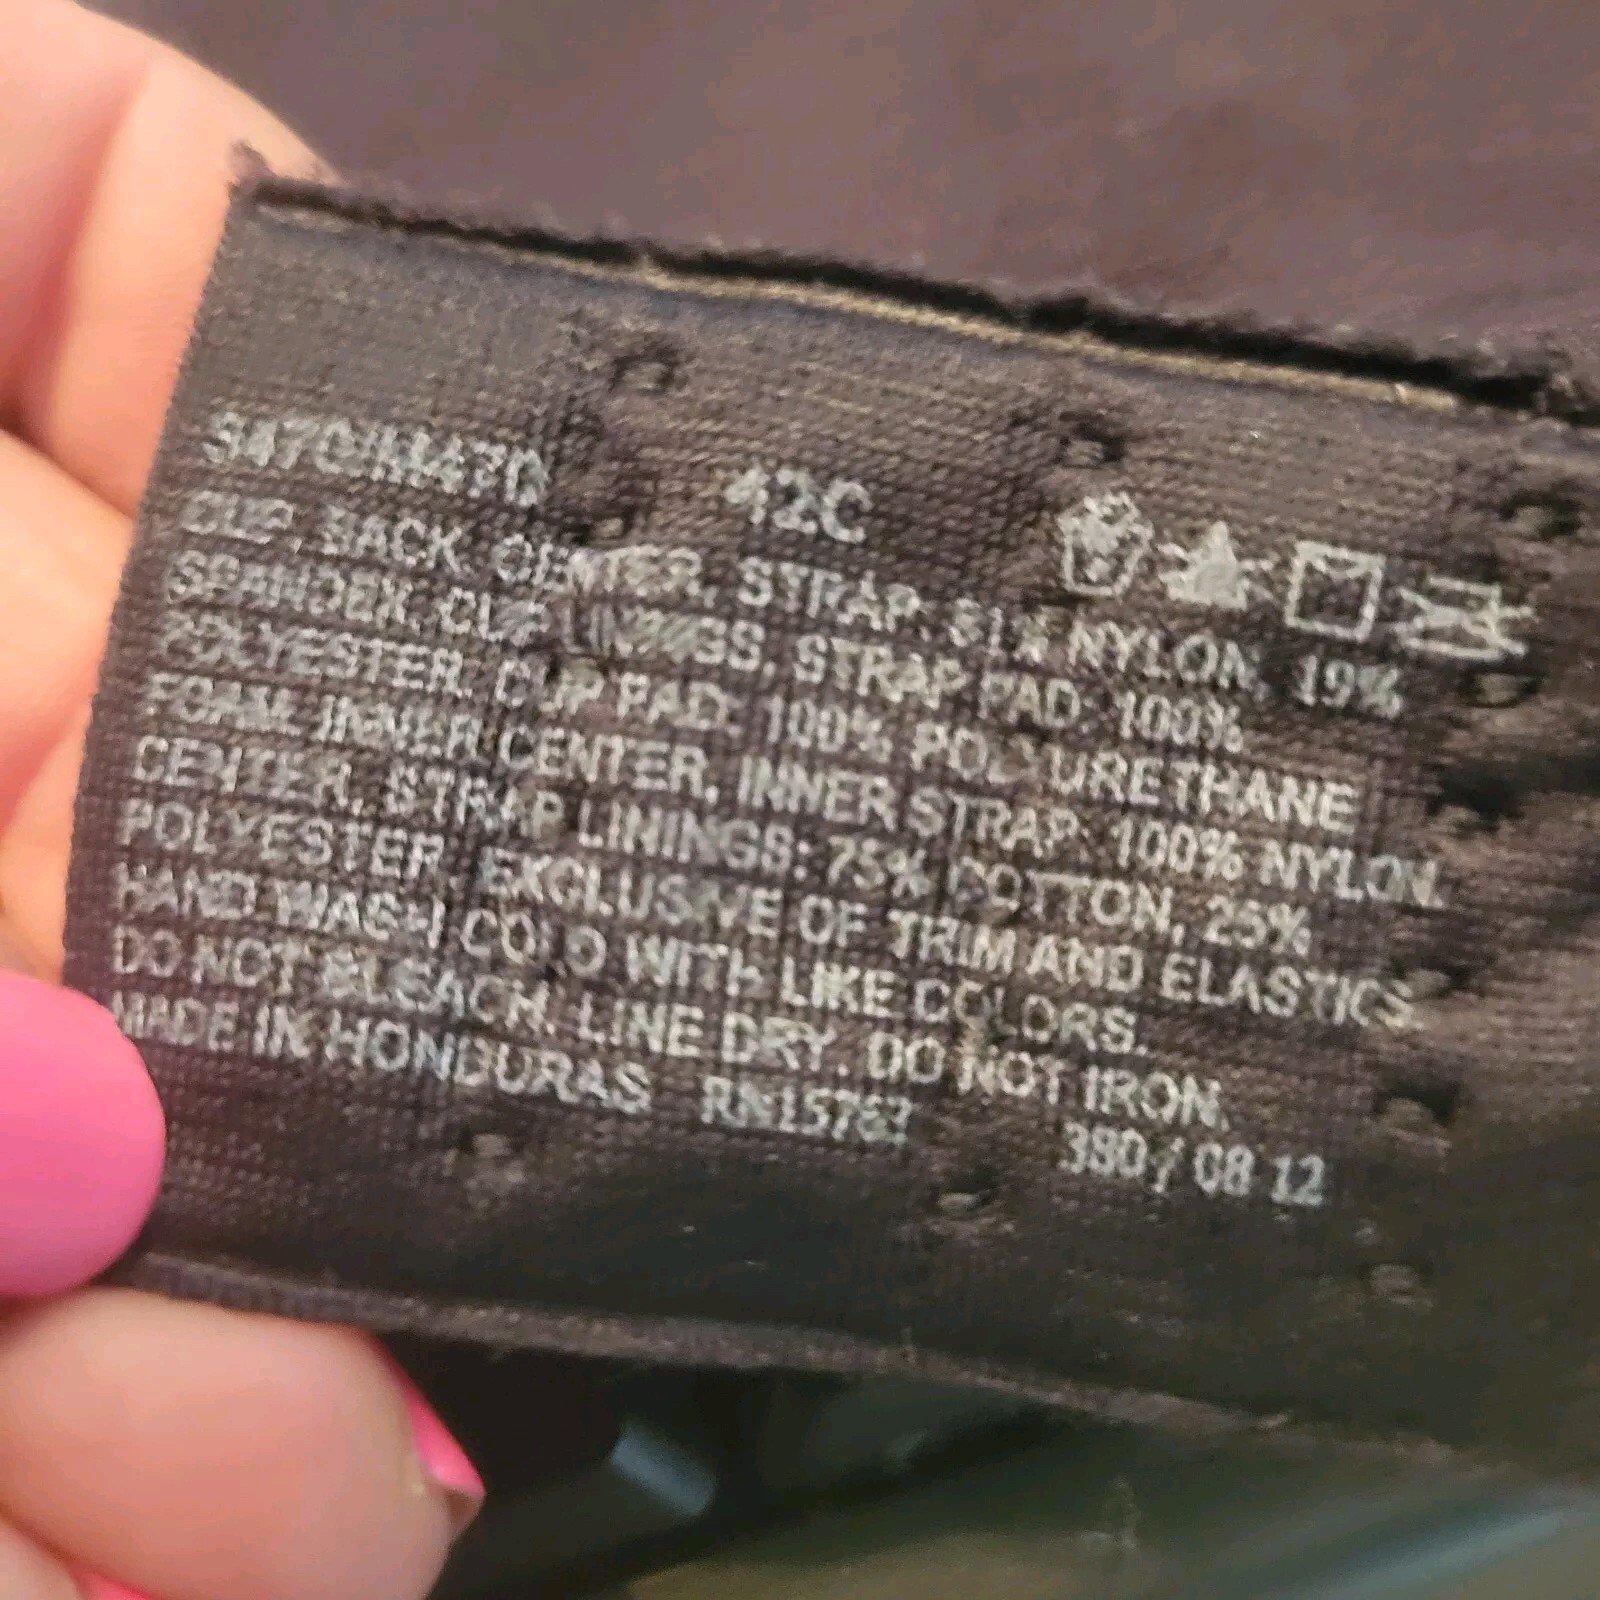 42C
CUP, BACK, CENTER, STRAP: 81% NYLON, 19%
SPANDEX. CUP LININGS, STRAP PAD: 100%
POLYESTER. CUP PAD: 100% POLYURETHANE
FOAM. INNER CENTER, INNER STRAP: 100% NYLON.
CENTER, STRAP LININGS: 75% COTTON, 25%
POLYESTER. EXCLUSIVE OF TRIM AND ELASTICS.
HAND WASH COLD WITH LIKE COLORS.
DO NOT BLEACH. LINE DRY. DO NOT IRON.
MADE IN HONDURAS RN15763 380 / 08 12